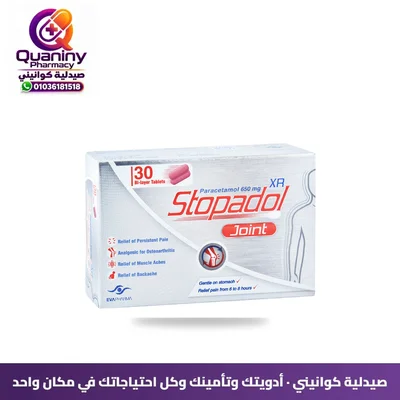 Quaniny
Pharmacy
صيدلية كوانيني
01036181518
30
Bi-Layer Tablets
Paracetamol 650 mg
XR
Stopadol
Joint
Relief of Persistent Pain
Analgesic for Osteoarthritis
Relief of Muscle Aches
Relief of Backache
Gentle on stomach
Relief pain from 6 to 8 hours
EVAPHARMA
صيدلية كوانيني - أدويتك وتأمينك وكل احتياجاتك في مكان واحد